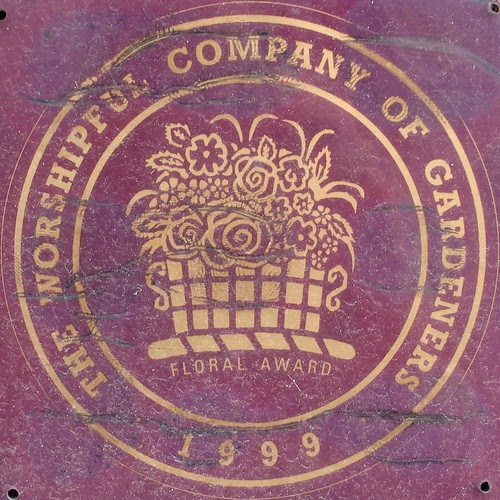 THE WORSHIPFUL COMPANY OF GARDENERS
FLORAL AWARD
1999